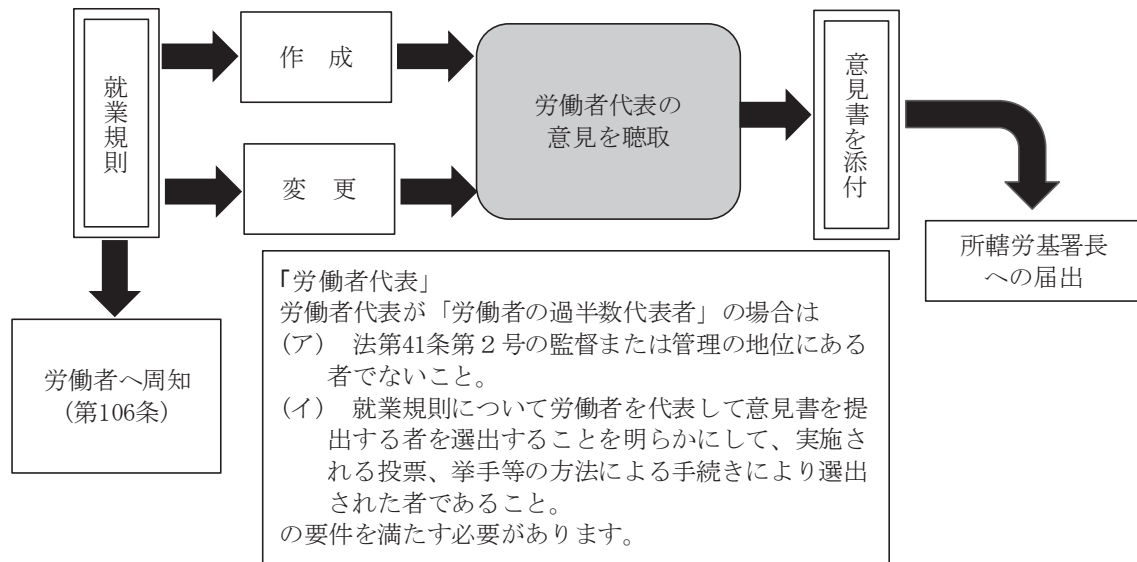 就業規則
作　成
変　更
労働者代表の
意見を聴取
意見書を添付
所轄労基署長
への届出
労働者へ周知
(第106条)
「労働者代表」
労働者代表が「労働者の過半数代表者」の場合は
(ア)　法第41条第２号の監督または管理の地位にある
者でないこと。
(イ)　就業規則について労働者を代表して意見書を提
出する者を選出することを明らかにして、実施さ
れる投票、挙手等の方法による手続きにより選出
された者であること。
の要件を満たす必要があります。